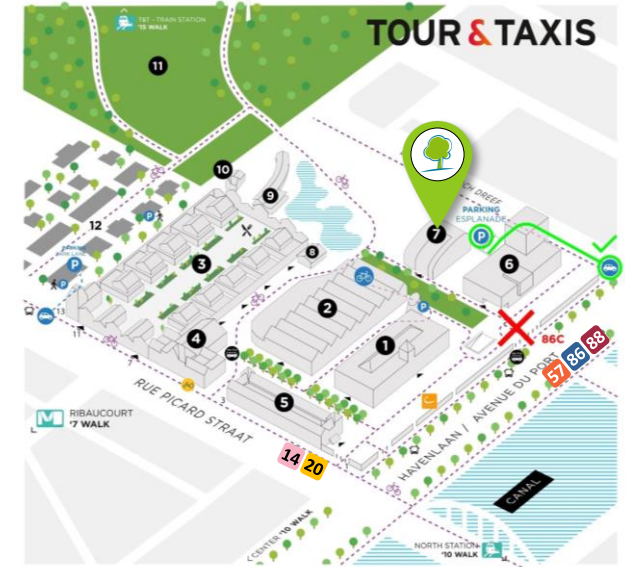 T&T - TRAIN STATION
'15 WALK
TOUR & TAXIS
11
10
9
12
7
PARKING
ESPLANADE
P
6
P
3
8
P
P
2
P
13
11
4
1
86C
7
5
3
57 86 88
RUE PICARD STRAAT
HAVENLAAN / AVENUE DU PORT
M
RIBAUCOURT
'7 WALK
14 20
CANAL
CENTER '10 WALK
NORTH STATION
'10 WALK